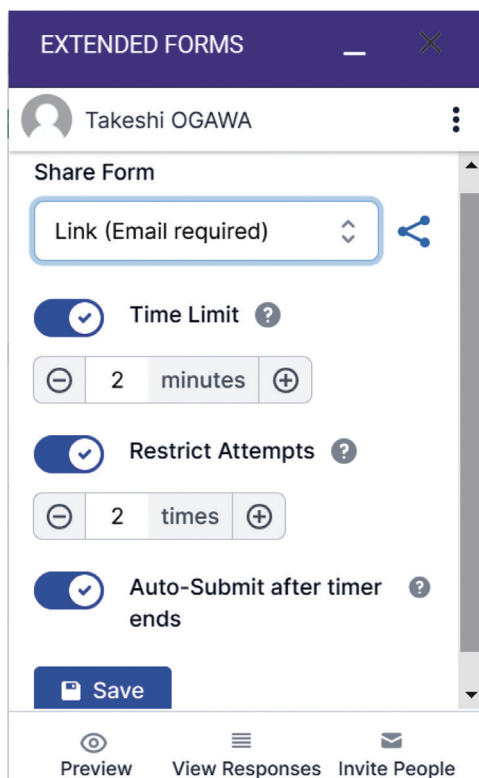 EXTENDED FORMS
Takeshi OGAWA
Share Form
Link (Email required)
Time Limit ?
2 minutes
Restrict Attempts ?
2 times
Auto-Submit after timer ?
ends
Save
Preview View Responses Invite People